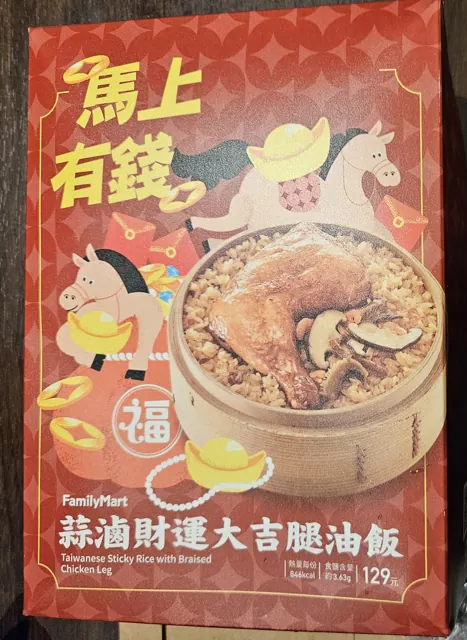 馬上
有錢
福
FamilyMart
蒜滷財運大吉腿油飯
Taiwanese Sticky Rice with Braised
Chicken Leg
熱量每份
846kcal
食鹽含量
約3.63g
129元